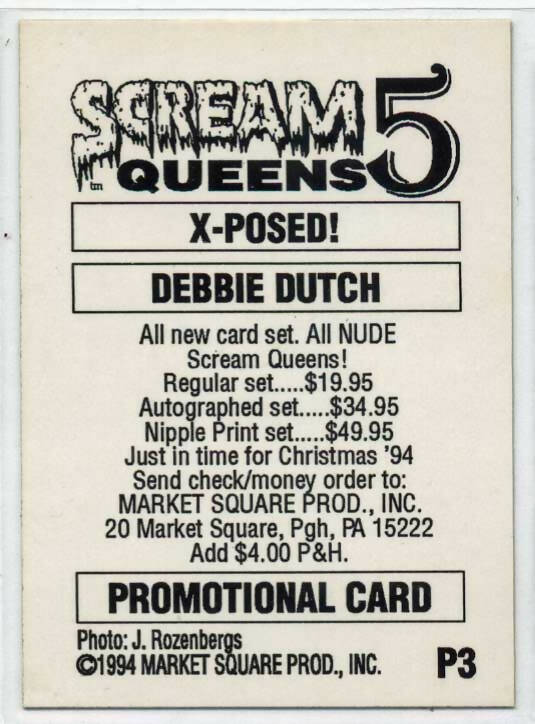 SCREAM
QUEENS 5
TM
X-POSED!
DEBBIE DUTCH
All new card set. All NUDE
Scream Queens!
Regular set.....$19.95
Autographed set.....$34.95
Nipple Print set.....$49.95
Just in time for Christmas '94
Send check/money order to:
MARKET SQUARE PROD., INC.
20 Market Square, Pgh, PA 15222
Add $4.00 P&H.
PROMOTIONAL CARD
Photo: J. Rozenbergs
©1994 MARKET SQUARE PROD., INC.
P3